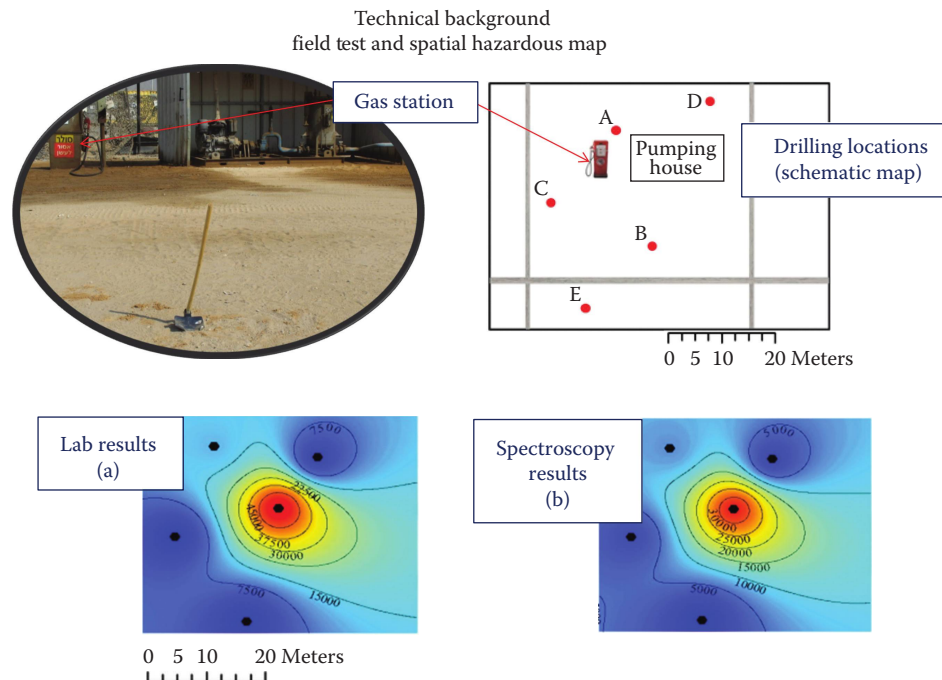 Technical background
field test and spatial hazardous map
Gas station
סולר
D
A
Pumping
house
Drilling locations
(schematic map)
C
B
E
0 5 10 20 Meters
Lab results
(a)
7500
22500
45000
37500
30000
15000
7500
Spectroscopy
results
(b)
5000
30000
25000
20000
15000
10000
5000
0 5 10 20 Meters